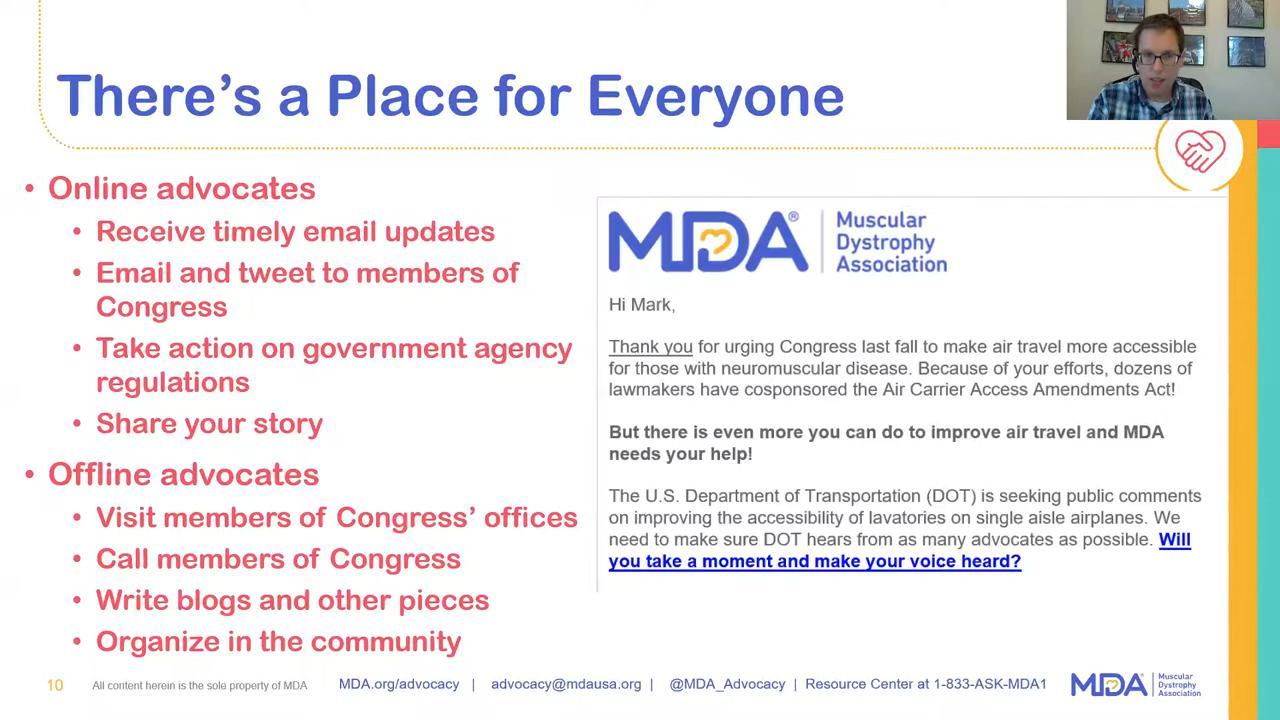 There's a Place for Everyone
• Online advocates
• Receive timely email updates
• Email and tweet to members of
Congress
• Take action on government agency
regulations
• Share your story
• Offline advocates
• Visit members of Congress' offices
• Call members of Congress
• Write blogs and other pieces
• Organize in the community
MDA® | Muscular
Dystrophy
Association
Hi Mark,
Thank you for urging Congress last fall to make air travel more accessible
for those with neuromuscular disease. Because of your efforts, dozens of
lawmakers have cosponsored the Air Carrier Access Amendments Act!
But there is even more you can do to improve air travel and MDA
needs your help!
The U.S. Department of Transportation (DOT) is seeking public comments
on improving the accessibility of lavatories on single aisle airplanes. We
need to make sure DOT hears from as many advocates as possible. Will
you take a moment and make your voice heard?
10 All content herein is the sole property of MDA MDA.org/advocacy | advocacy@mdausa.org | @MDA_Advocacy | Resource Center at 1-833-ASK-MDA1
MDA® | Muscular
Dystrophy
Association